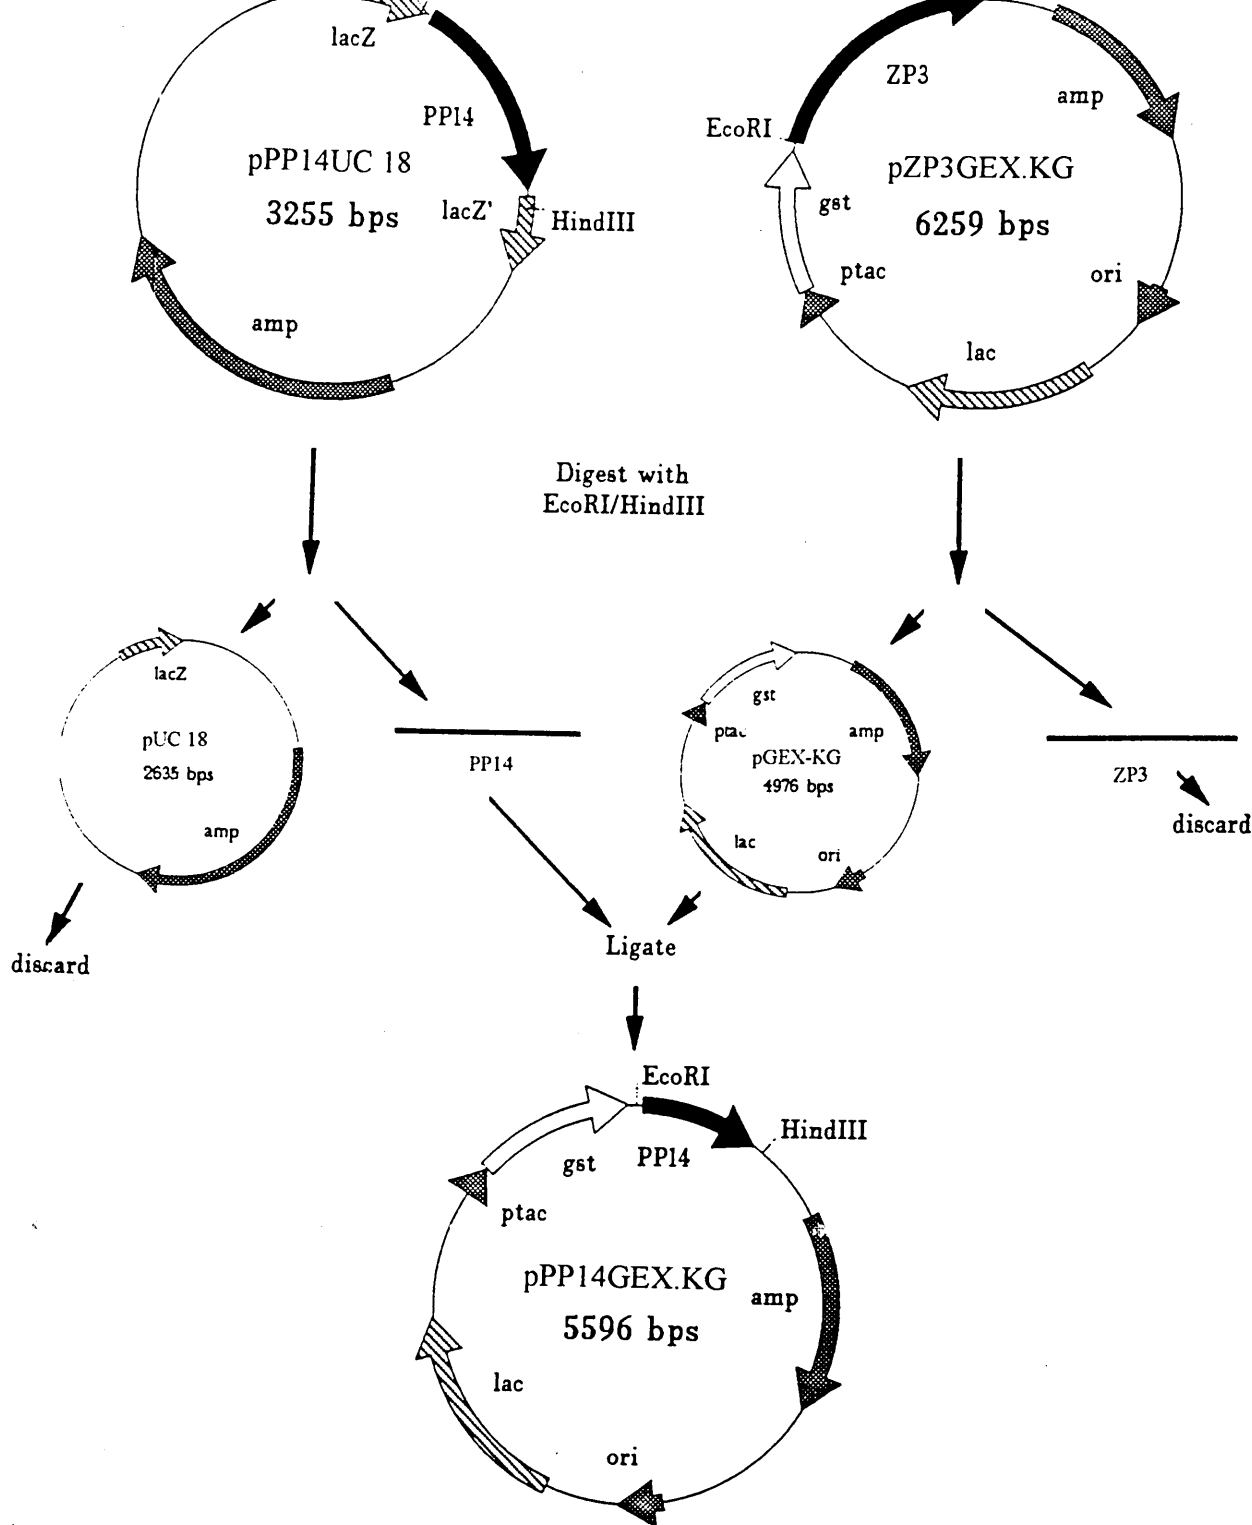 lacZ
PP14
pPP14UC 18
3255 bps
lacZ'
HindIII
amp
ZP3
amp
EcoRI
pZP3GEX.KG
gst
6259 bps
ptac
ori
lac
Digest with
EcoRI/HindIII
lacZ
pUC 18
2635 bps
amp
discard
PP14
gst
ptac
amp
pGEX-KG
4976 bps
lac
ori
ZP3
discard
Ligate
EcoRI
HindIII
gst
PP14
ptac
pPP14GEX.KG
amp
5596 bps
lac
ori